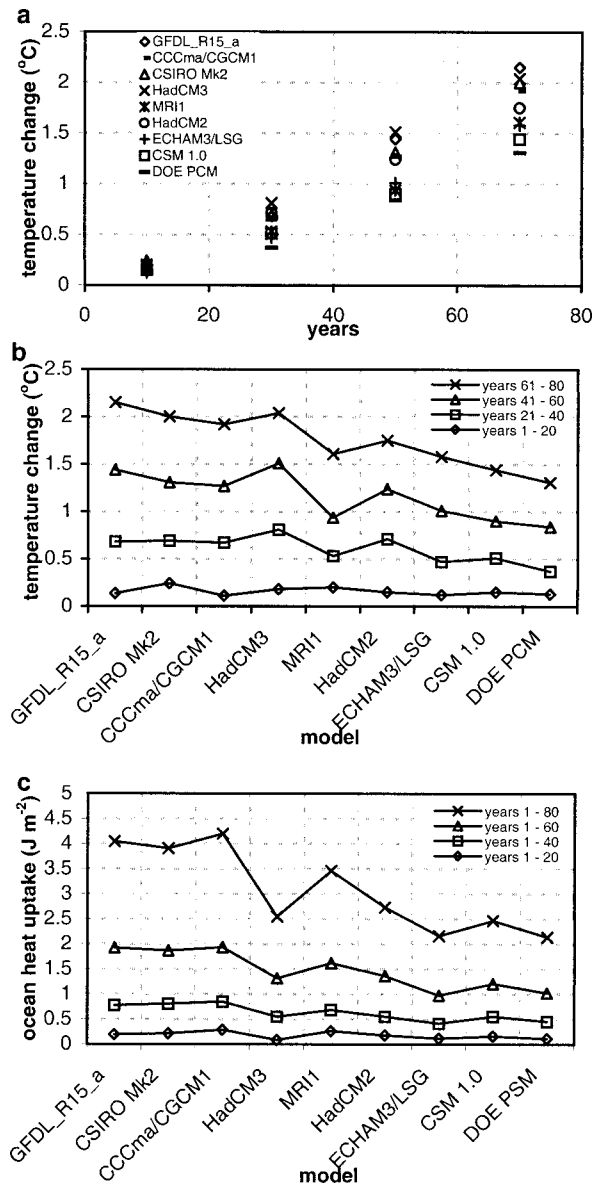 a
temperature change (°C)
2.5
2
1.5
1
0.5
0
GFDL_R15_a
CCCma/CGCM1
CSIRO Mk2
HadCM3
MRI1
HadCM2
ECHAM3/LSG
CSM 1.0
DOE PCM
0
20
40
60
80
years
b
temperature change (°C)
2.5
2
1.5
1
0.5
0
years 61 - 80
years 41 - 60
years 21 - 40
years 1 - 20
GFDL_R15_a
CSIRO Mk2
CCCma/CGCM1
HadCM3
MRI1
HadCM2
ECHAM3/LSG
CSM 1.0
DOE PCM
model
c
ocean heat uptake (J m⁻²)
5
4.5
4
3.5
3
2.5
2
1.5
1
0.5
0
years 1 - 80
years 1 - 60
years 1 - 40
years 1 - 20
GFDL_R15_a
CSIRO Mk2
CCCma/CGCM1
HadCM3
MRI1
HadCM2
ECHAM3/LSG
CSM 1.0
DOE PSM
model